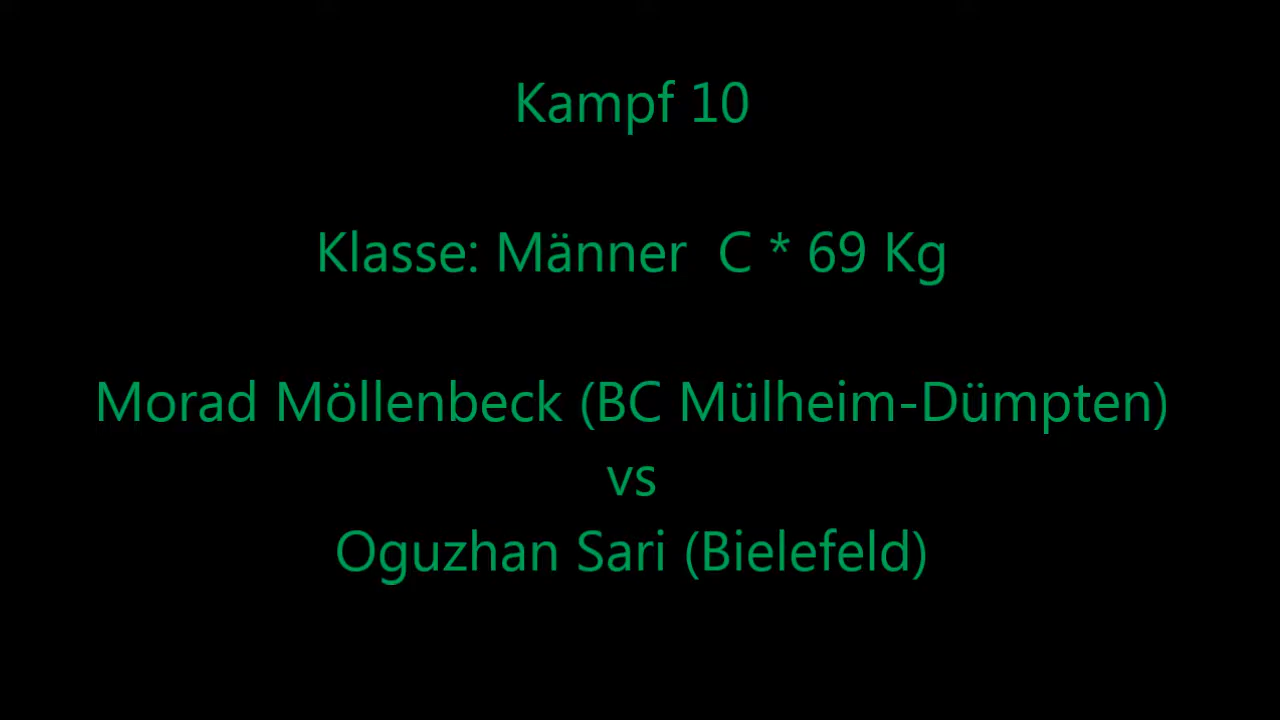 Kampf 10
Klasse: Männer  C * 69 Kg
Morad Möllenbeck (BC Mülheim-Dümpten)
vs
Oguzhan Sari (Bielefeld)